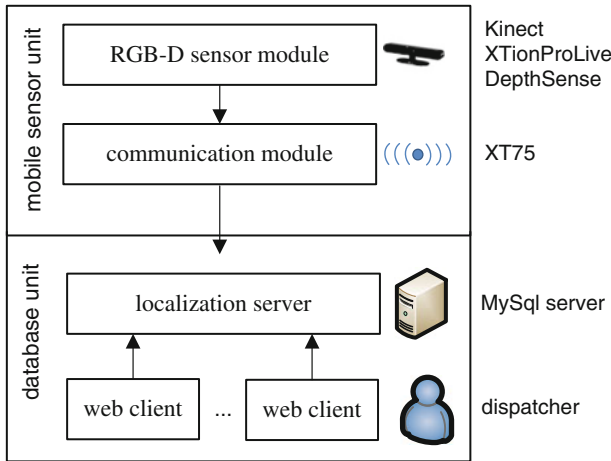 mobile sensor unit
RGB-D sensor module
Kinect
XTionProLive
DepthSense
communication module
XT75
database unit
localization server
MySql server
web client
...
web client
dispatcher